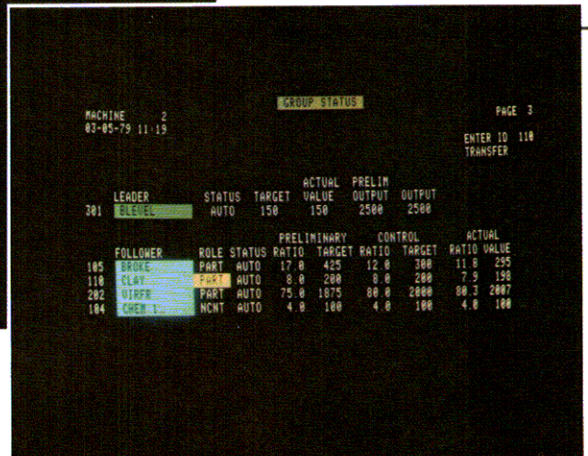 GROUP STATUS
MACHINE 2 PAGE 3
03-05-79 11:19
ENTER ID 110
TRANSFER
ACTUAL PRELIM
LEADER STATUS TARGET VALUE OUTPUT OUTPUT
301 BLEVEL AUTO 150 150 2500 2500
PRELIMINARY CONTROL ACTUAL
FOLLOWER ROLE STATUS RATIO TARGET RATIO TARGET RATIO VALUE
105 BROKE PART AUTO 17.0 425 12.0 300 11.8 295
110 CLAY PART AUTO 8.0 200 8.0 200 7.9 198
202 VIRFR PART AUTO 75.0 1875 80.0 2000 80.3 2007
104 CHEM 1 NCNT AUTO 4.0 100 4.0 100 4.0 100